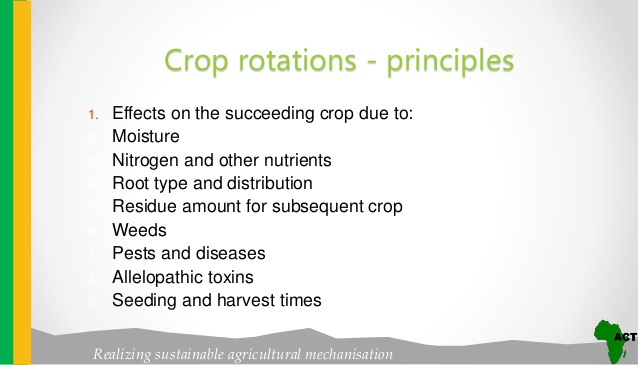 Crop rotations - principles
1. Effects on the succeeding crop due to:
2. Moisture
3. Nitrogen and other nutrients
4. Root type and distribution
5. Residue amount for subsequent crop
6. Weeds
7. Pests and diseases
8. Allelopathic toxins
9. Seeding and harvest times
ACT
Realizing sustainable agricultural mechanisation